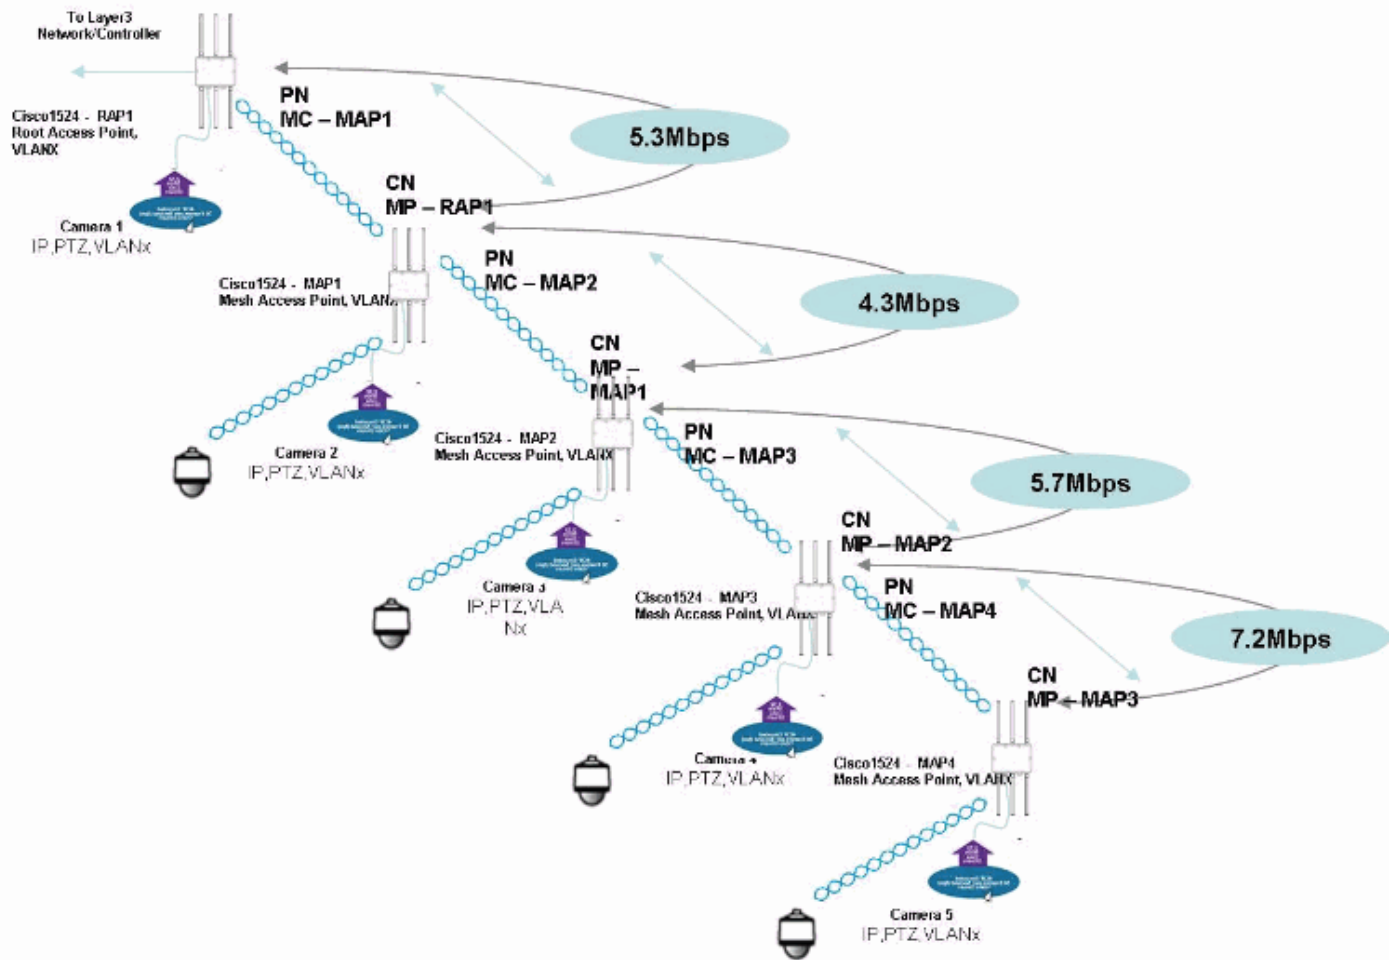 To Layer3
Network/Controller
Cisco1524 - RAP1
Root Access Point,
VLANX
PN
MC – MAP1
5.3Mbps
Camera 1
IP,PTZ,VLANx
CN
MP – RAP1
Cisco1524 - MAP1
Mesh Access Point, VLANX
PN
MC – MAP2
4.3Mbps
Camera 2
IP,PTZ,VLANx
CN
MP –
MAP1
Cisco1524 - MAP2
Mesh Access Point, VLANX
PN
MC – MAP3
5.7Mbps
Camera 3
IP,PTZ,VLA
Nx
CN
MP – MAP2
Cisco1524 - MAP3
Mesh Access Point, VLANX
PN
MC – MAP4
7.2Mbps
Camera 4
IP,PTZ,VLANx
CN
MP – MAP3
Cisco1524 - MAP4
Mesh Access Point, VLANX
Camera 5
IP,PTZ,VLANx